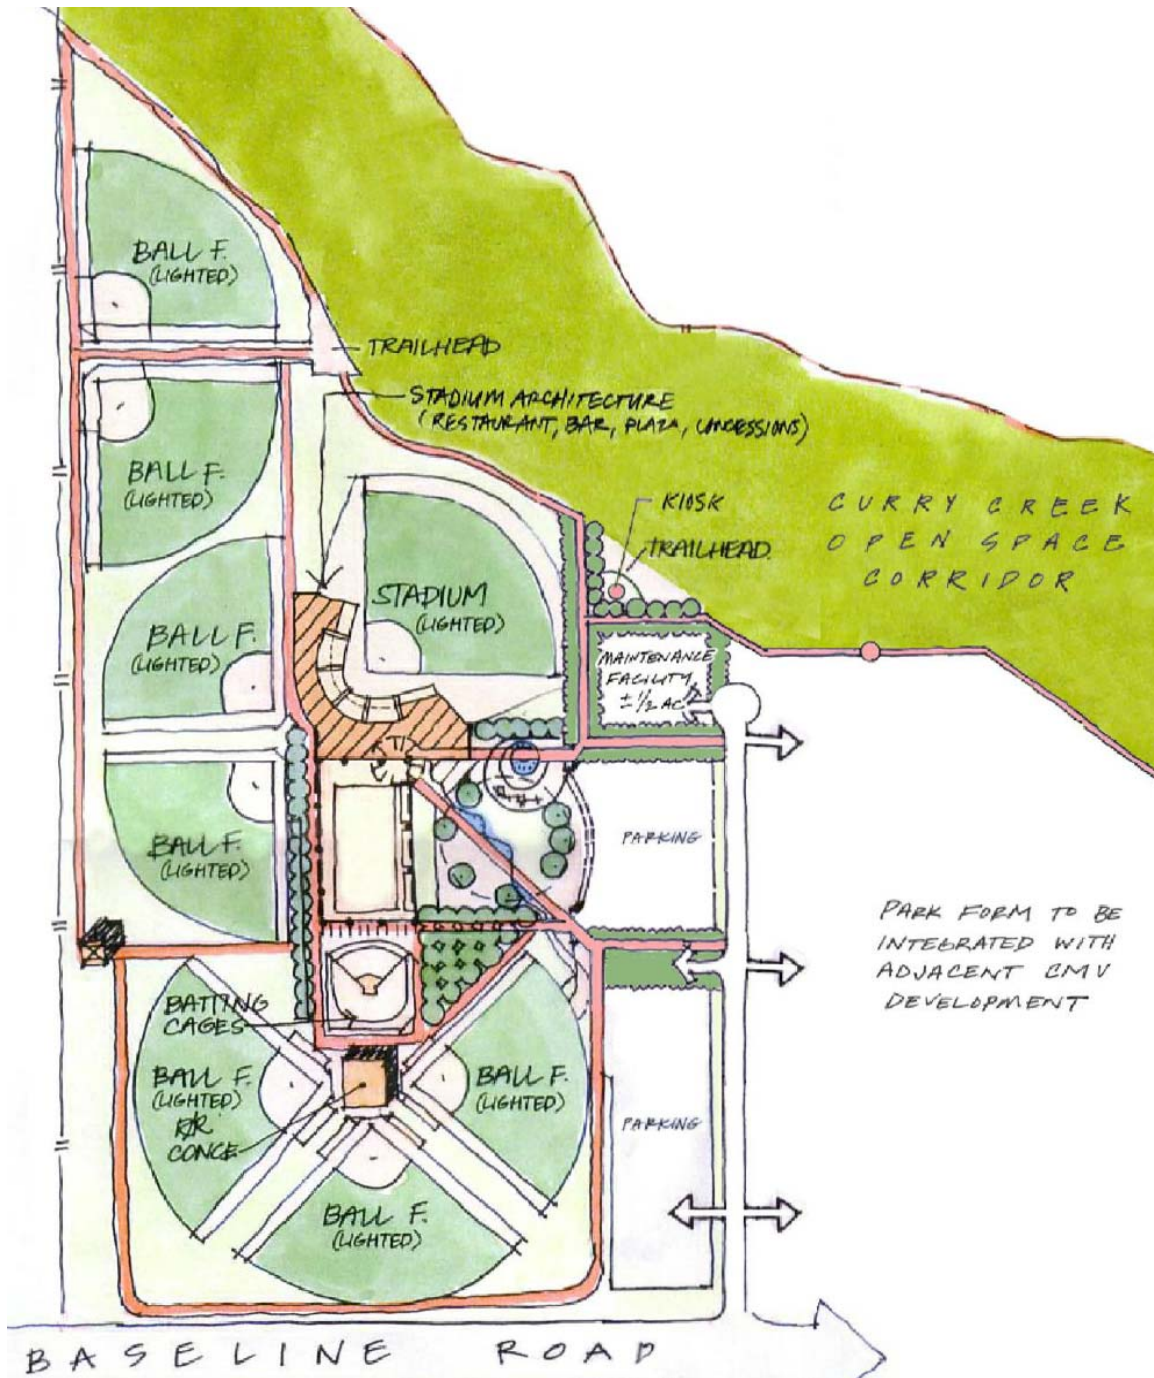 BALL F.
(LIGHTED)
TRAILHEAD
STADIUM ARCHITECTURE
(RESTAURANT, BAR, PLAZA, CONCESSIONS)
BALL F.
(LIGHTED)
KIOSK
TRAILHEAD
CURRY CREEK
OPEN SPACE
CORRIDOR
STADIUM
(LIGHTED)
BALL F.
(LIGHTED)
MAINTENANCE
FACILITY
± 1/2 AC
BALL F.
(LIGHTED)
PARKING
PARK FORM TO BE
INTEGRATED WITH
ADJACENT CMV
DEVELOPMENT
BATTING
CAGES
BALL F.
(LIGHTED)
R/R
CONCE
BALL F.
(LIGHTED)
PARKING
BALL F.
(LIGHTED)
BASELINE ROAD